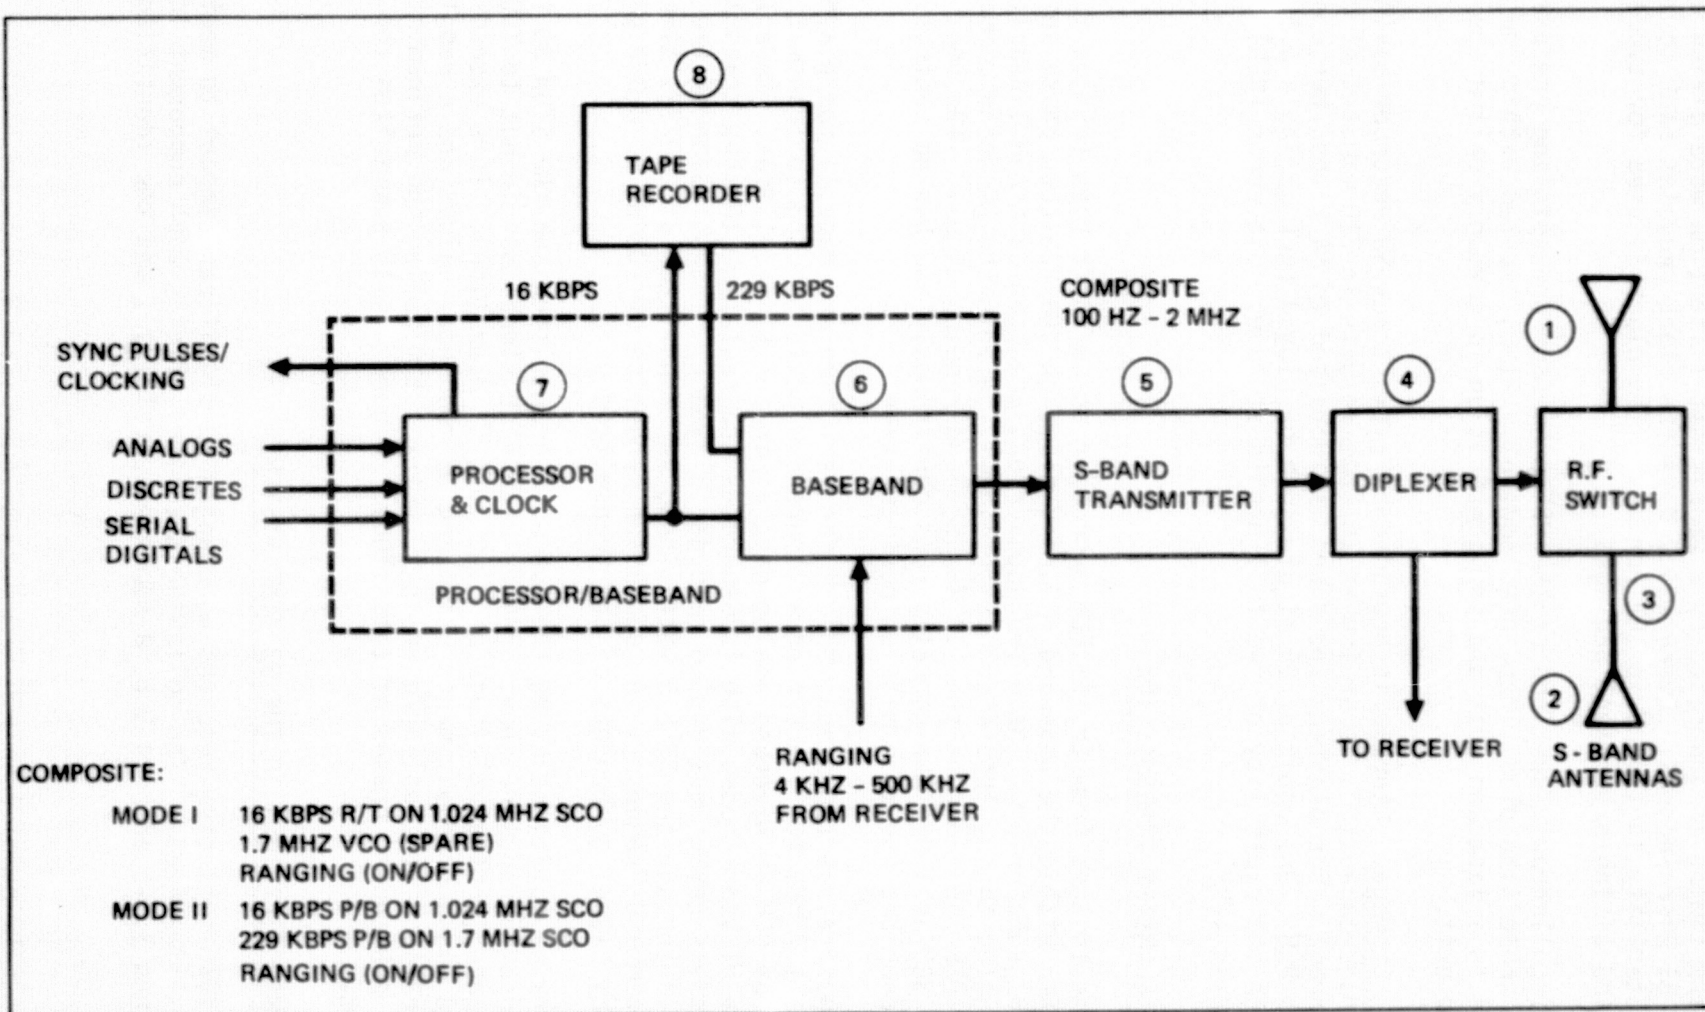 8
TAPE
RECORDER
16 KBPS
229 KBPS
COMPOSITE
100 HZ - 2 MHZ
SYNC PULSES/
CLOCKING
7
6
5
4
1
ANALOGS
DISCRETES
SERIAL
DIGITALS
PROCESSOR
& CLOCK
BASEBAND
S-BAND
TRANSMITTER
DIPLEXER
R.F.
SWITCH
PROCESSOR/BASEBAND
3
2
RANGING
4 KHZ - 500 KHZ
FROM RECEIVER
TO RECEIVER
S - BAND
ANTENNAS
COMPOSITE:
MODE I 16 KBPS R/T ON 1.024 MHZ SCO
1.7 MHZ VCO (SPARE)
RANGING (ON/OFF)
MODE II 16 KBPS P/B ON 1.024 MHZ SCO
229 KBPS P/B ON 1.7 MHZ SCO
RANGING (ON/OFF)